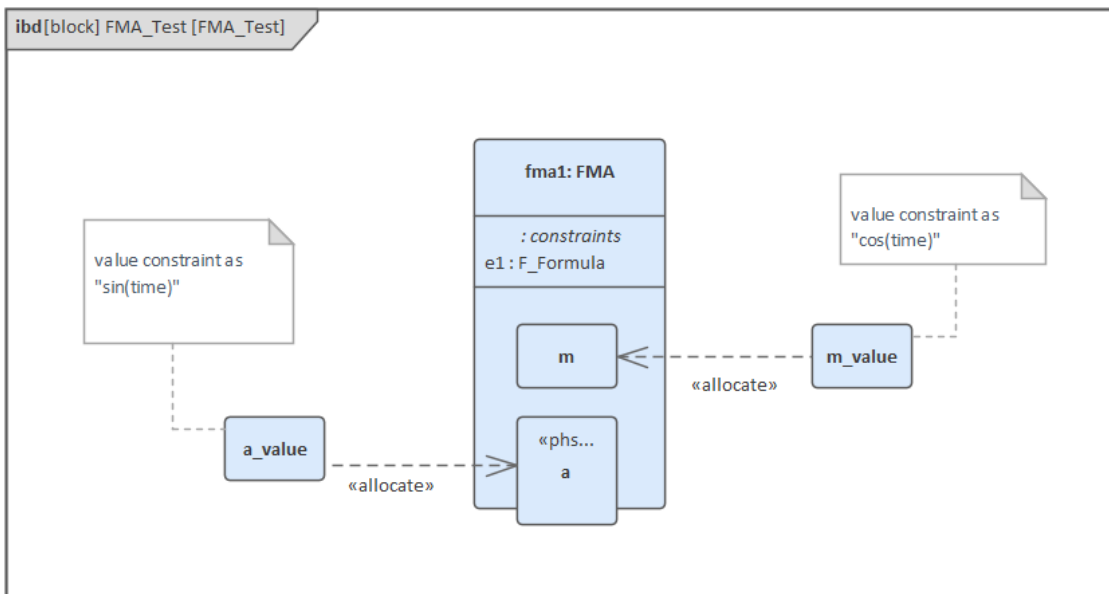 ibd [block] FMA_Test [FMA_Test]
fma1: FMA
: constraints
e1 : F_Formula
value constraint as
"cos(time)"
value constraint as
"sin(time)"
m
m_value
«allocate»
«phs...
a
a_value
«allocate»